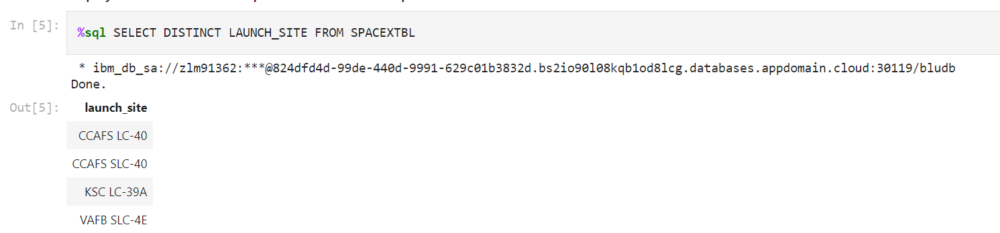 In [5]:
%sql SELECT DISTINCT LAUNCH_SITE FROM SPACEXTBL
* ibm_db_sa://zlm91362:***@824dfd4d-99de-440d-9991-629c01b3832d.bs2io90l08kqb1od8lcg.databases.appdomain.cloud:30119/bludb
Done.
Out[5]:
launch_site
CCAFS LC-40
CCAFS SLC-40
KSC LC-39A
VAFB SLC-4E